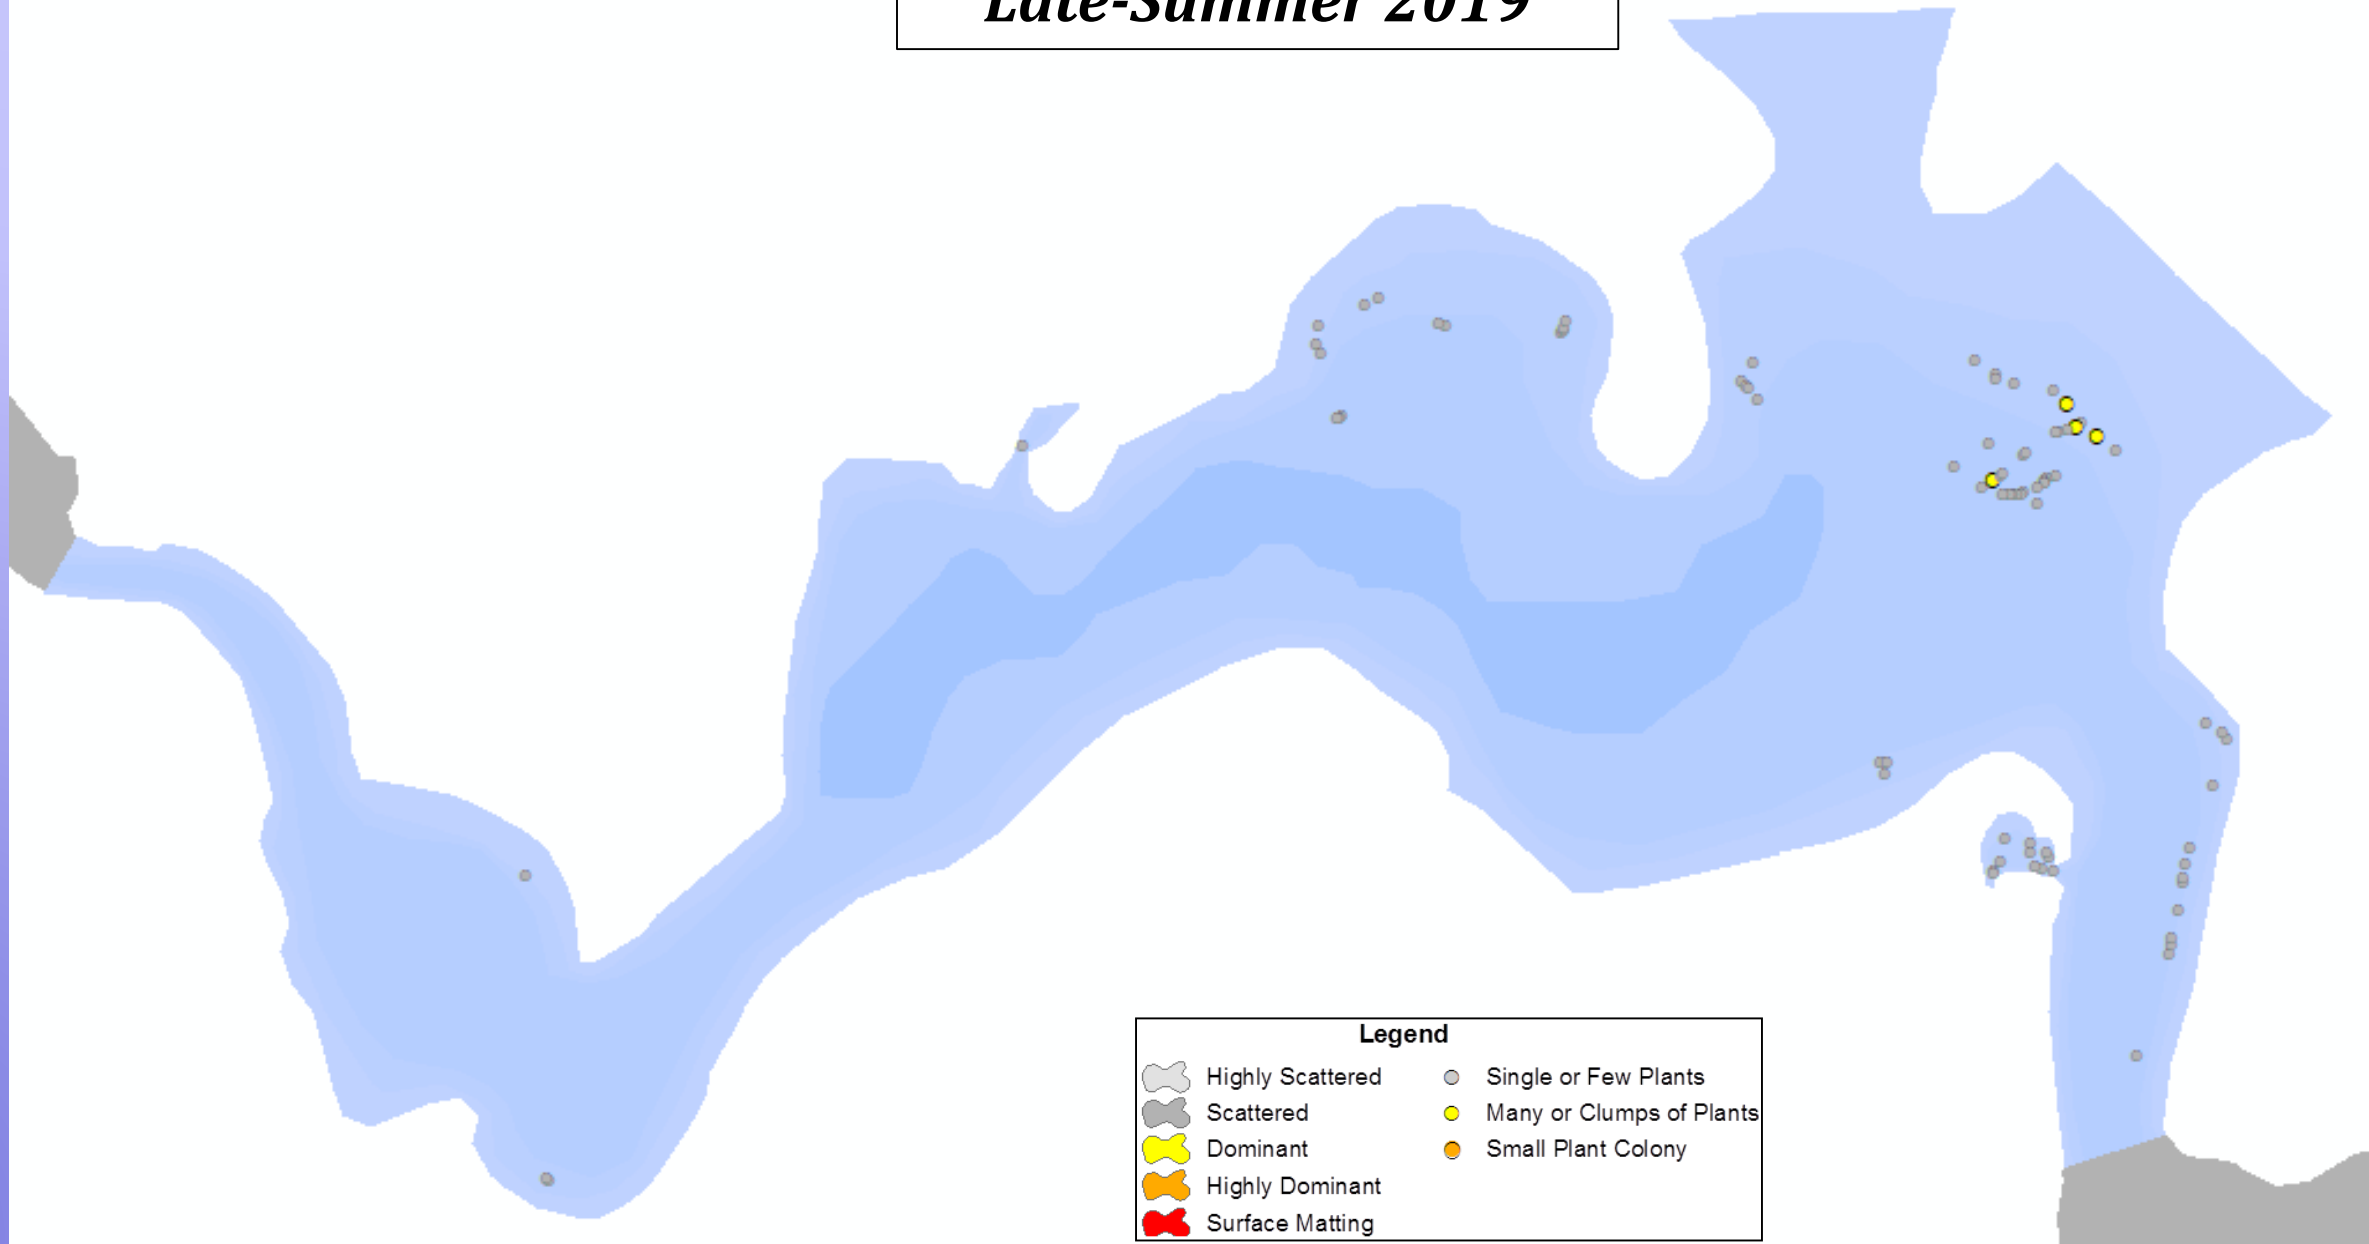 Late-Summer 2019
Legend
Highly Scattered
Scattered
Dominant
Highly Dominant
Surface Matting
Single or Few Plants
Many or Clumps of Plants
Small Plant Colony